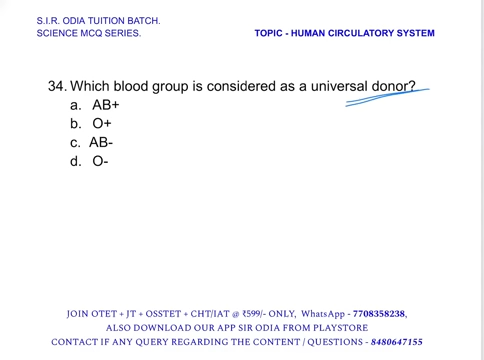 S.I.R. ODIA TUITION BATCH.
SCIENCE MCQ SERIES.
TOPIC - HUMAN CIRCULATORY SYSTEM
34. Which blood group is considered as a universal donor?
a. AB+
b. O+
c. AB-
d. O-
JOIN OTET + JT + OSSTET + CHT/IAT @ ₹599/- ONLY, WhatsApp - 7708358238,
ALSO DOWNLOAD OUR APP SIR ODIA FROM PLAYSTORE
CONTACT IF ANY QUERY REGARDING THE CONTENT / QUESTIONS - 8480647155